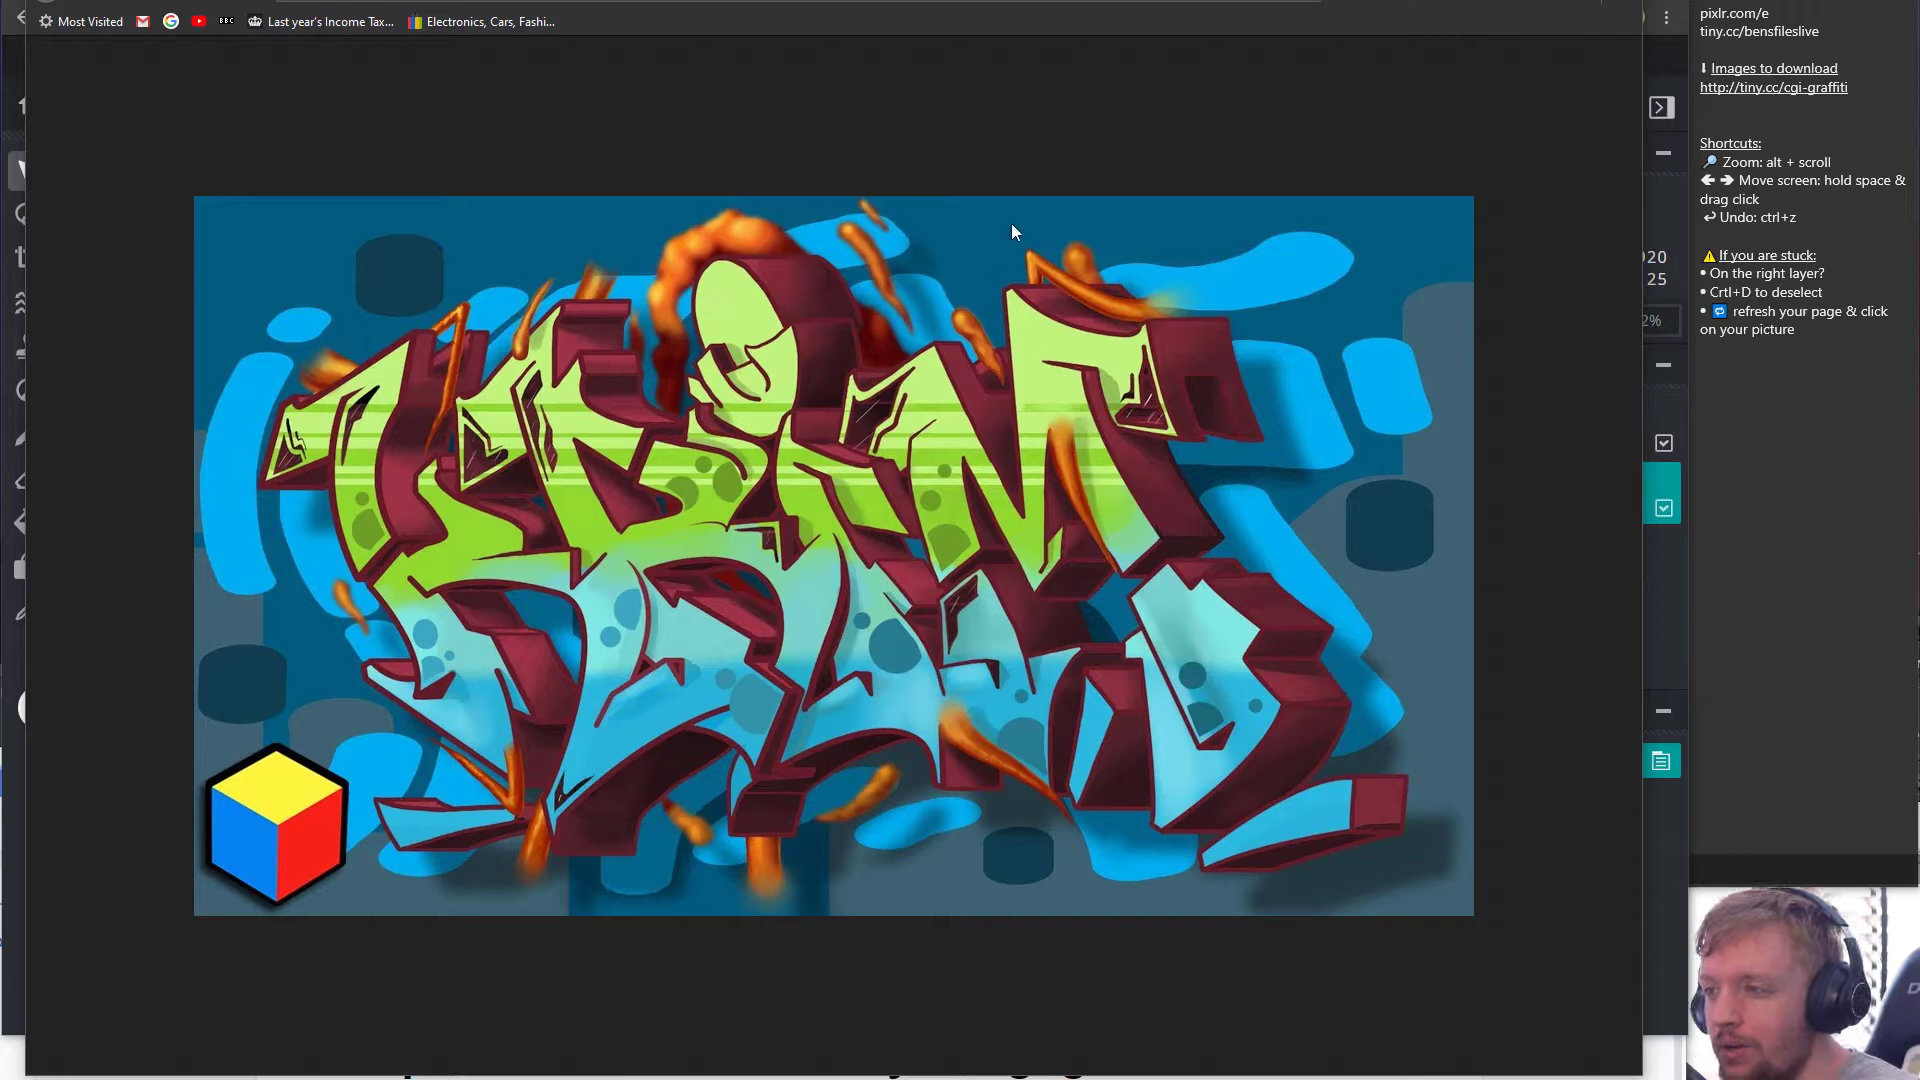 Most Visited
BBC
Last year's Income Tax...
Electronics, Cars, Fashi...
pixlr.com/e
tiny.cc/bensfileslive
⬇ Images to download
http://tiny.cc/cgi-graffiti
Shortcuts:
🔎 Zoom: alt + scroll
🡸 🡺 Move screen: hold space &
drag click
↩ Undo: ctrl+z
⚠ If you are stuck:
• On the right layer?
• Crtl+D to deselect
• 🔁 refresh your page & click
on your picture